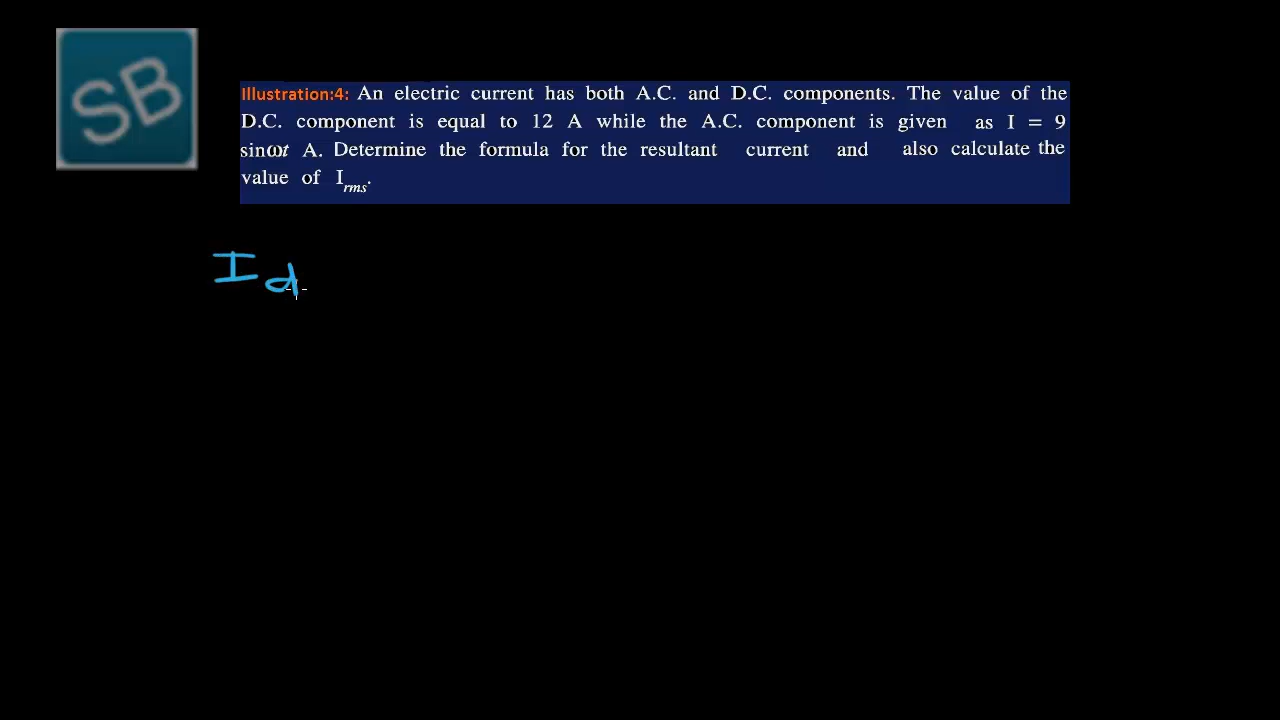 SB
Illustration:4: An electric current has both A.C. and D.C. components. The value of the
D.C. component is equal to 12 A while the A.C. component is given as I = 9
sinωt A. Determine the formula for the resultant current and also calculate the
value of Irms.
I d